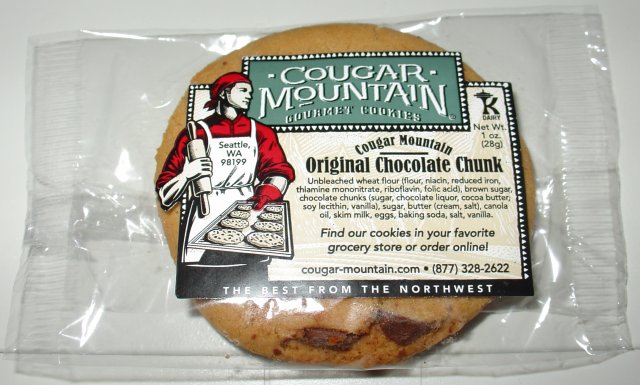 COUGAR
MOUNTAIN
GOURMET COOKIES
K
DAIRY
Net Wt.
1 oz.
(28g)
Seattle,
WA
98199
Cougar Mountain
Original Chocolate Chunk
Unbleached wheat flour (flour, niacin, reduced iron,
thiamine mononitrate, riboflavin, folic acid), brown sugar,
chocolate chunks (sugar, chocolate liquor, cocoa butter,
soy lecithin, vanilla), sugar, butter (cream, salt), canola
oil, skim milk, eggs, baking soda, salt, vanilla.
Find our cookies in your favorite
grocery store or order online!
cougar-mountain.com • (877) 328-2622
THE BEST FROM THE NORTHWEST